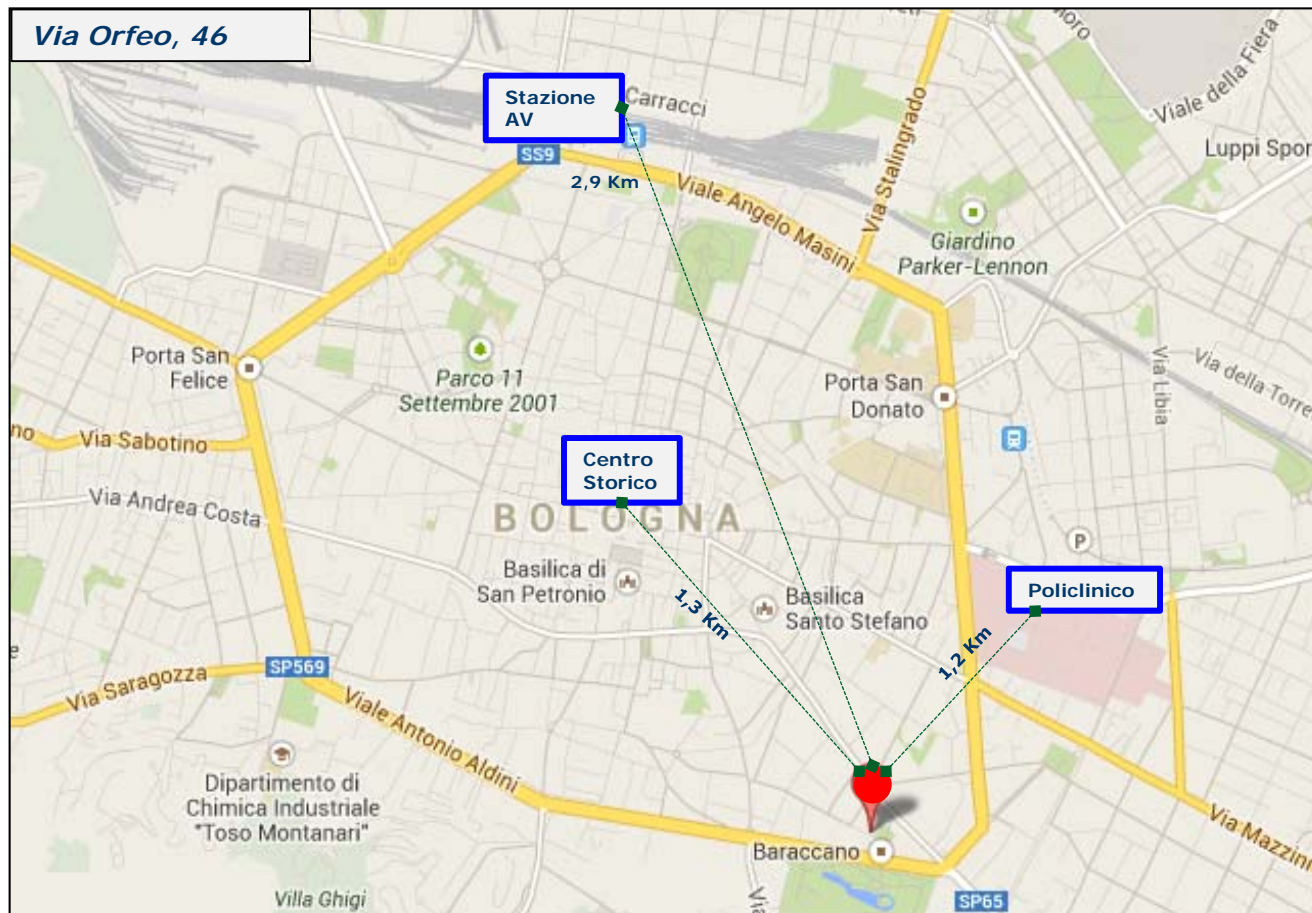 Via Orfeo, 46
Stazione
AV
Carracci
SS9
2,9 Km
Viale Angelo Masini
Via Stalingrado
Viale della Fiera
Luppi Spor
Giardino
Parker-Lennon
Porta San
Felice
Parco 11
Settembre 2001
Porta San
Donato
Via Libia
Via della Torre
no
Via Sabotino
Via Andrea Costa
Centro
Storico
BOLOGNA
P
Basilica di
San Petronio
1,3 Km
Basilica
Santo Stefano
Policlinico
1,2 Km
e
SP569
Via Saragozza
Viale Antonio Aldini
Dipartimento di
Chimica Industriale
"Toso Montanari"
Baraccano
Via Mazzini
Villa Ghigi
Via
SP65